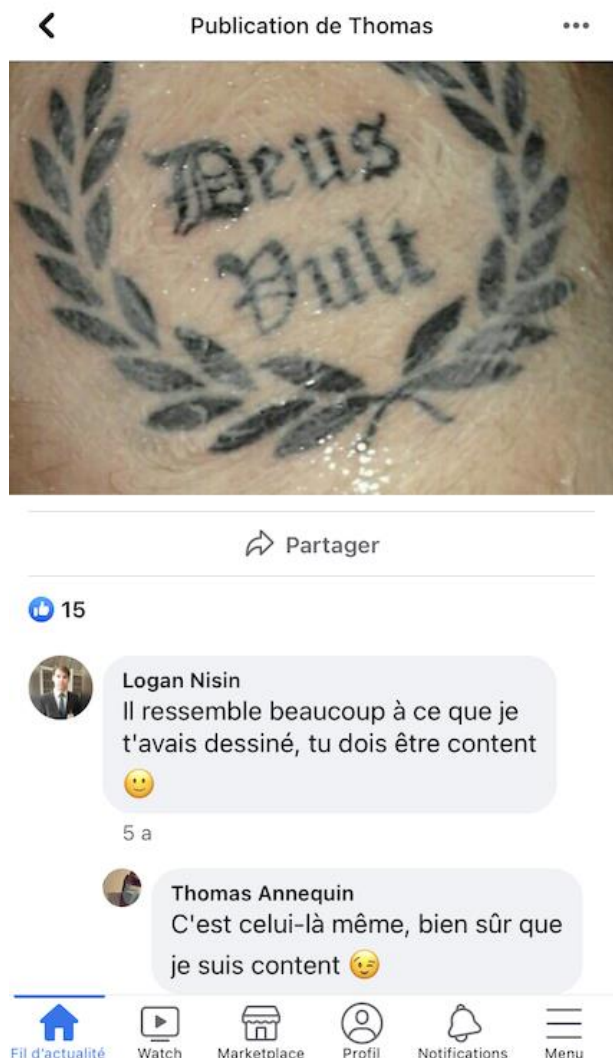 Publication de Thomas
Deus
Vult
Partager
15
Logan Nisin
Il ressemble beaucoup à ce que je
t'avais dessiné, tu dois être content
🙂
5 a
Thomas Annequin
C'est celui-là même, bien sûr que
je suis content 😉
Fil d'actualité Watch Marketplace Profil Notifications Menu